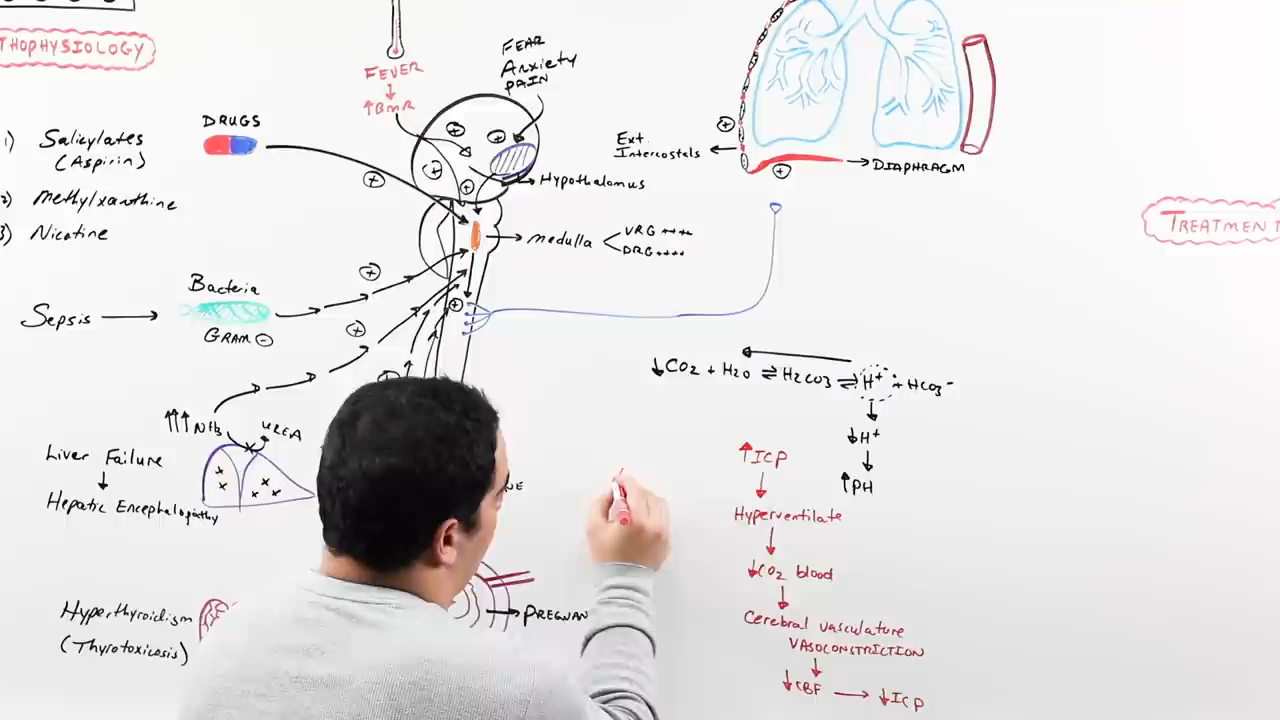 THOPHYSIOLOGY
FEVER
↓
↑BMR
FEAR
Anxiety
PAIN
DRUGS
1) Salicylates
(Aspirin)
2) Methylxanthine
3) Nicotine
Hypothalamus
medulla
VRG ++++
DRG ++++
Ext.
Intercostals
DIAPHRAGM
TREATMENT
Sepsis
Bacteria
GRAM ⊖
↑↑↑ NH3
UREA
Liver Failure
↓
Hepatic Encephalopathy
NE
Hyperthyroidism
(Thyrotoxicosis)
PREGNAN
↓CO2 + H2O ⇌ H2CO3 ⇌ H+ + HCO3-
↓H+
↑PH
↑ICP
Hyperventilate
↓CO2 blood
Cerebral vasculature
VASOCONSTRICTION
↓CBF → ↓ICP